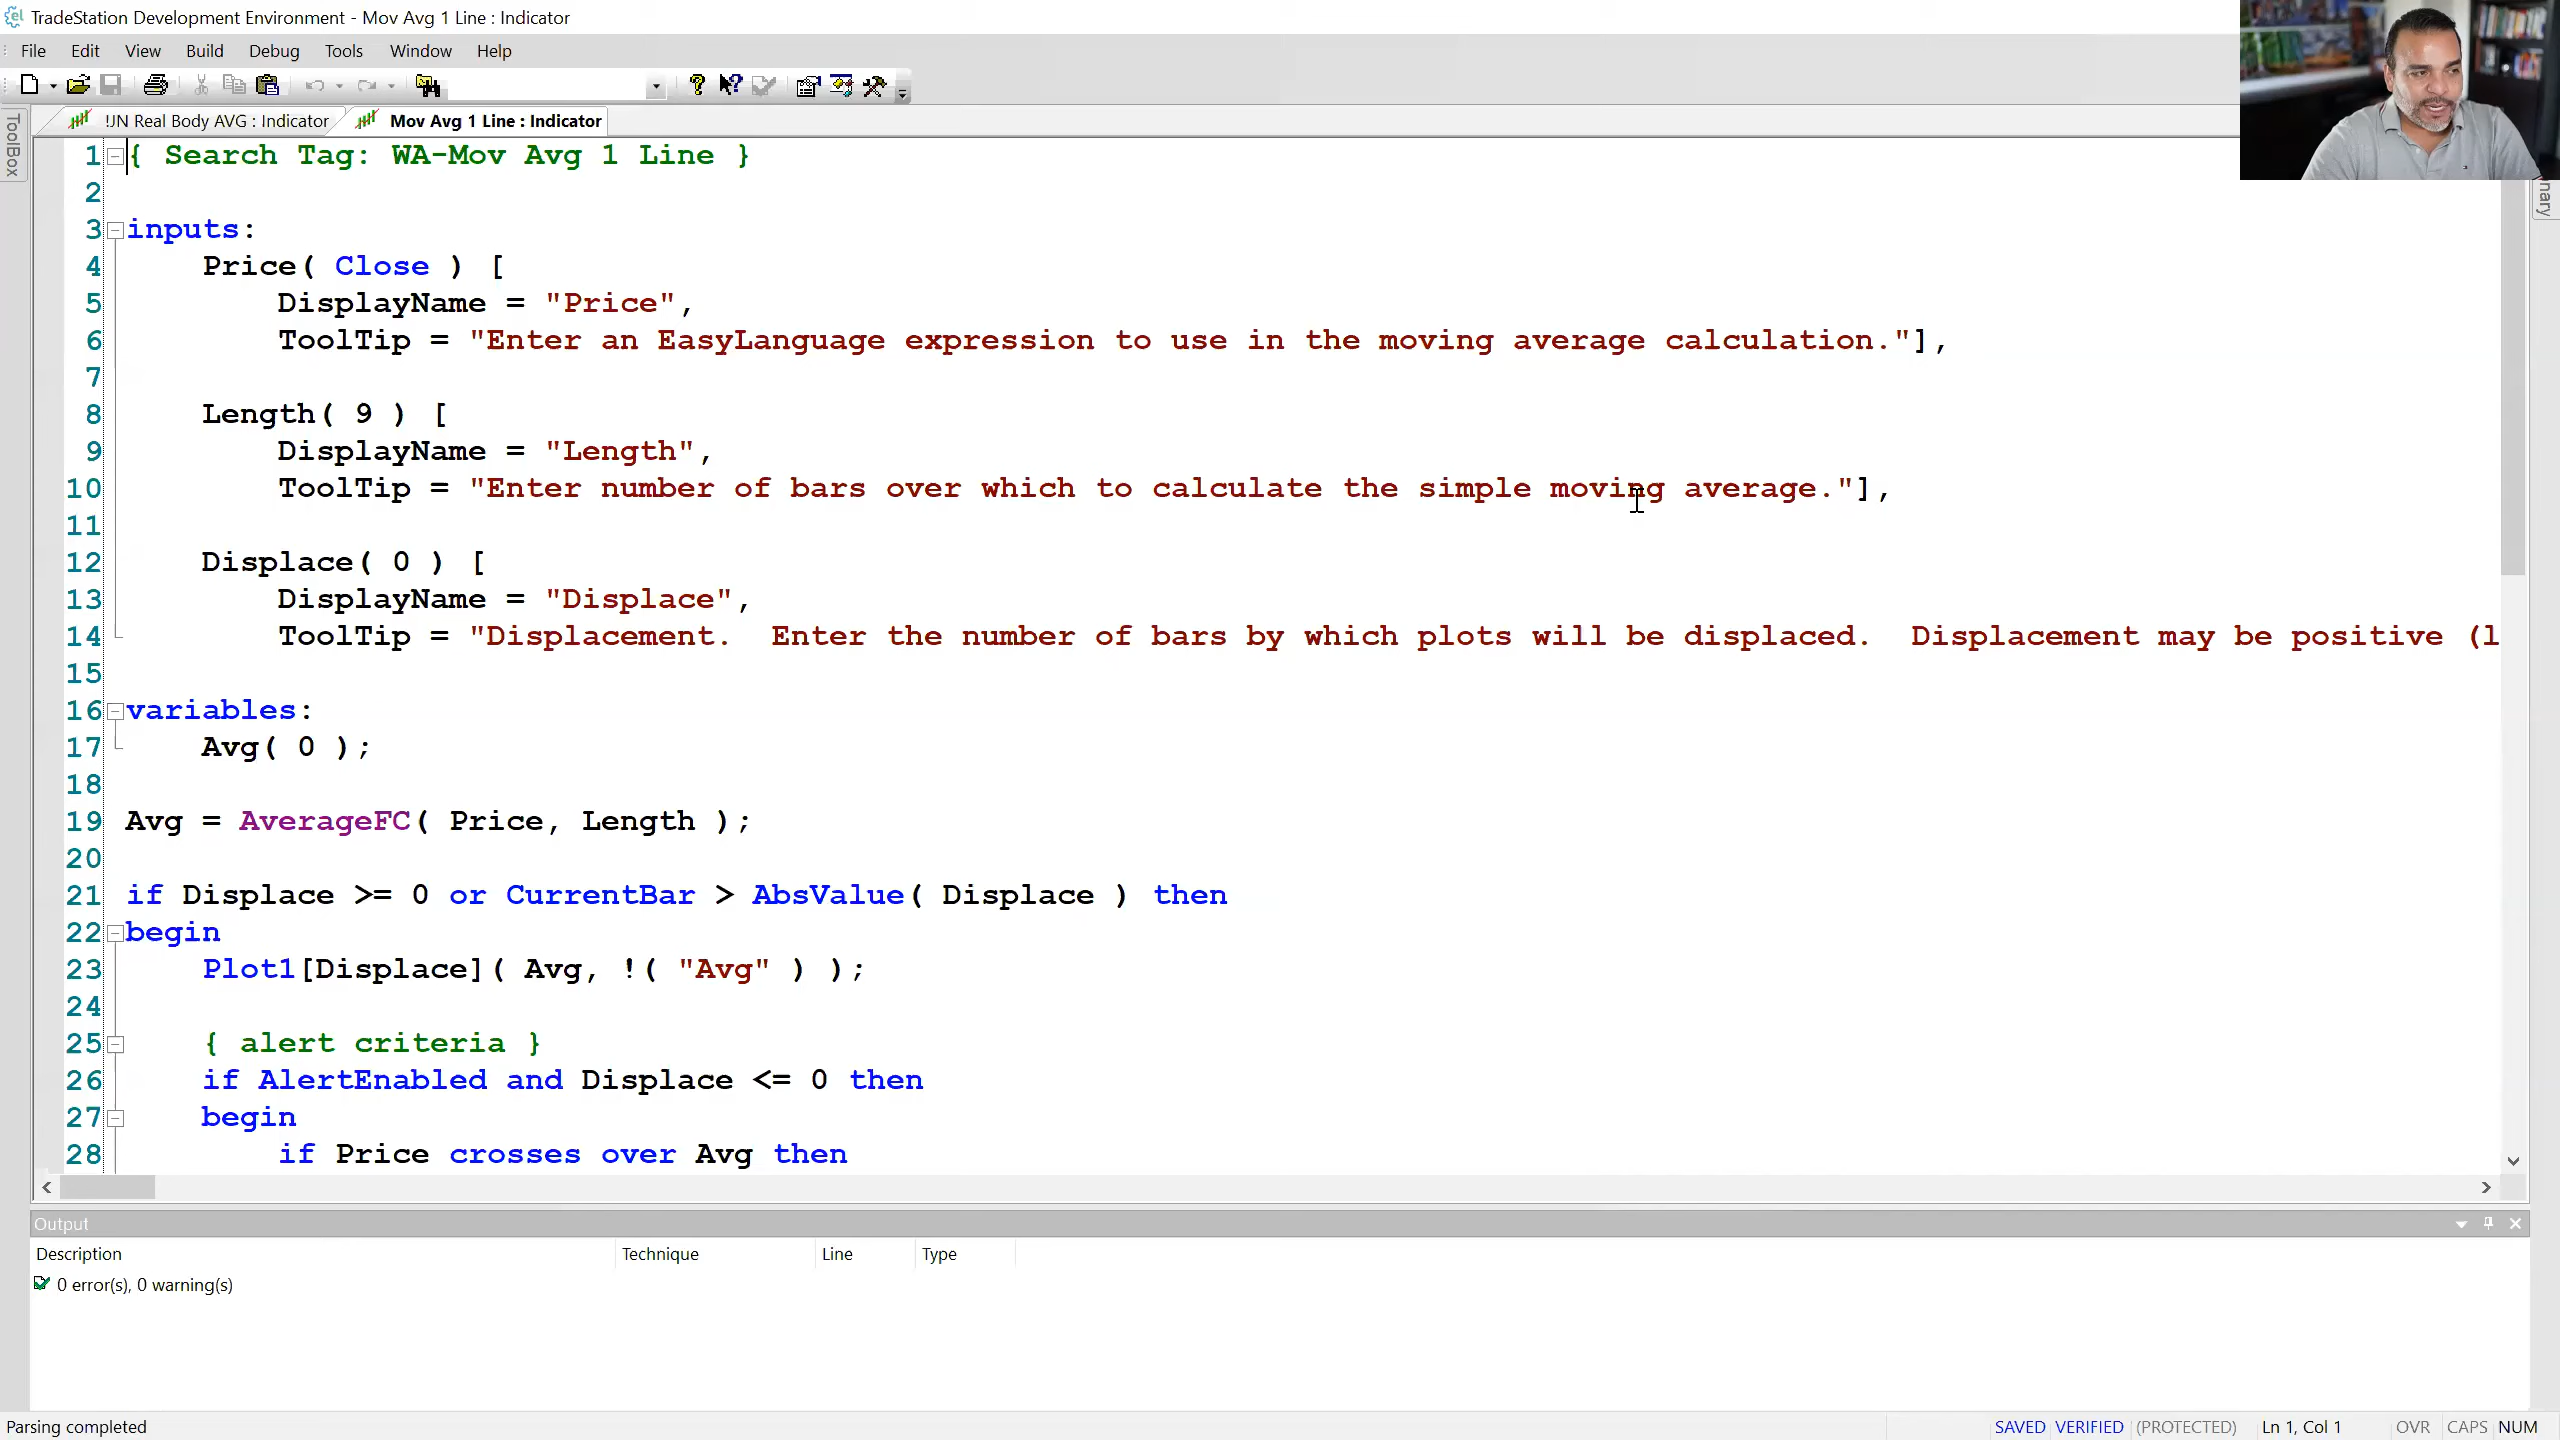 TradeStation Development Environment - Mov Avg 1 Line : Indicator
File Edit View Build Debug Tools Window Help
ToolBox
!JN Real Body AVG : Indicator Mov Avg 1 Line : Indicator
1 { Search Tag: WA-Mov Avg 1 Line }
2
3 inputs:
4 Price( Close ) [
5 DisplayName = "Price",
6 ToolTip = "Enter an EasyLanguage expression to use in the moving average calculation."],
7
8 Length( 9 ) [
9 DisplayName = "Length",
10 ToolTip = "Enter number of bars over which to calculate the simple moving average."],
11
12 Displace( 0 ) [
13 DisplayName = "Displace",
14 ToolTip = "Displacement.  Enter the number of bars by which plots will be displaced.  Displacement may be positive (l
15
16 variables:
17 Avg( 0 );
18
19 Avg = AverageFC( Price, Length );
20
21 if Displace >= 0 or CurrentBar > AbsValue( Displace ) then
22 begin
23 Plot1[Displace]( Avg, !( "Avg" ) );
24
25 { alert criteria }
26 if AlertEnabled and Displace <= 0 then
27 begin
28 if Price crosses over Avg then
Output
Description Technique Line Type
0 error(s), 0 warning(s)
Parsing completed SAVED VERIFIED (PROTECTED) Ln 1, Col 1 OVR CAPS NUM